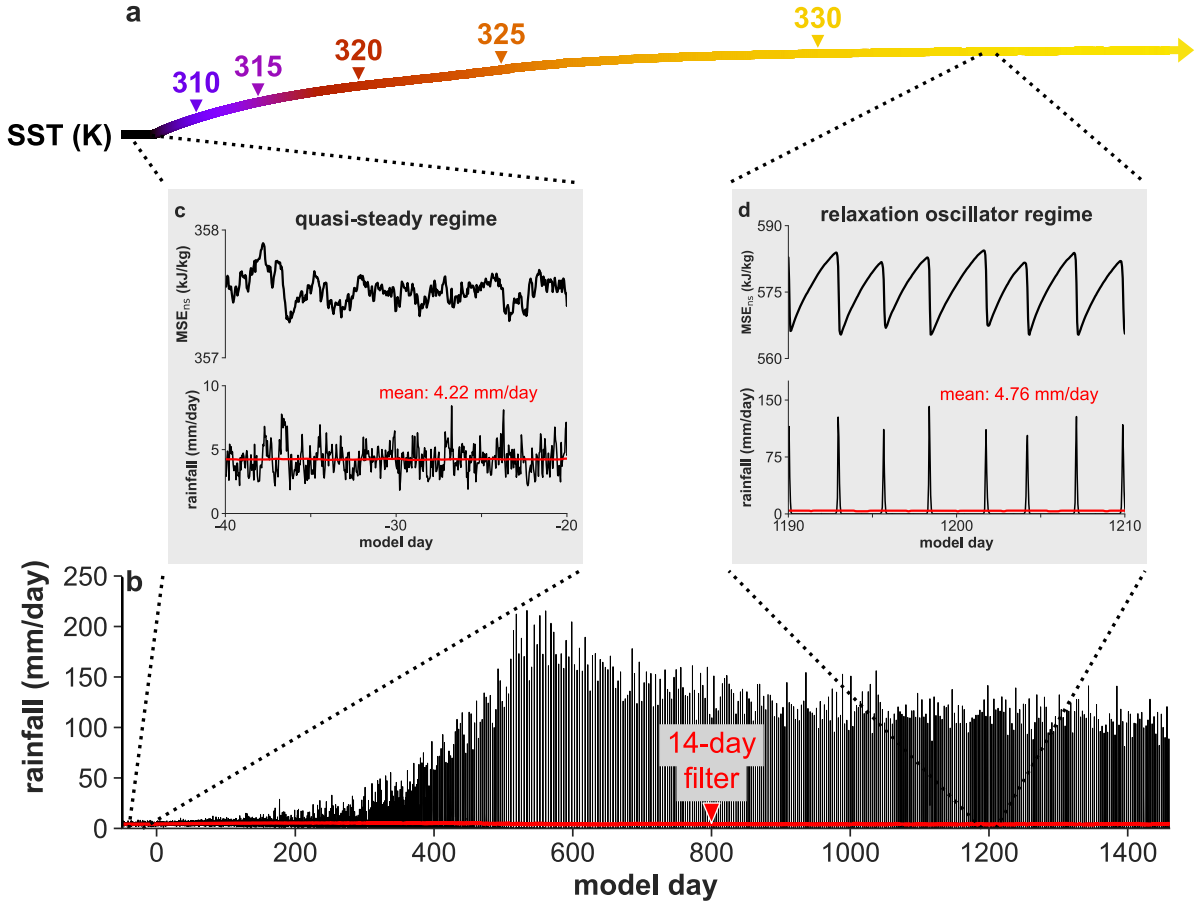 a
310
315
320
325
330
SST (K)
c
quasi-steady regime
358
357
MSEns (kJ/kg)
mean: 4.22 mm/day
10
5
0
rainfall (mm/day)
−40
−30
−20
model day
d
relaxation oscillator regime
590
575
560
MSEns (kJ/kg)
mean: 4.76 mm/day
150
75
0
rainfall (mm/day)
1190
1200
1210
model day
b
250
200
150
100
50
0
rainfall (mm/day)
14-day
filter
0
200
400
600
800
1000
1200
1400
model day